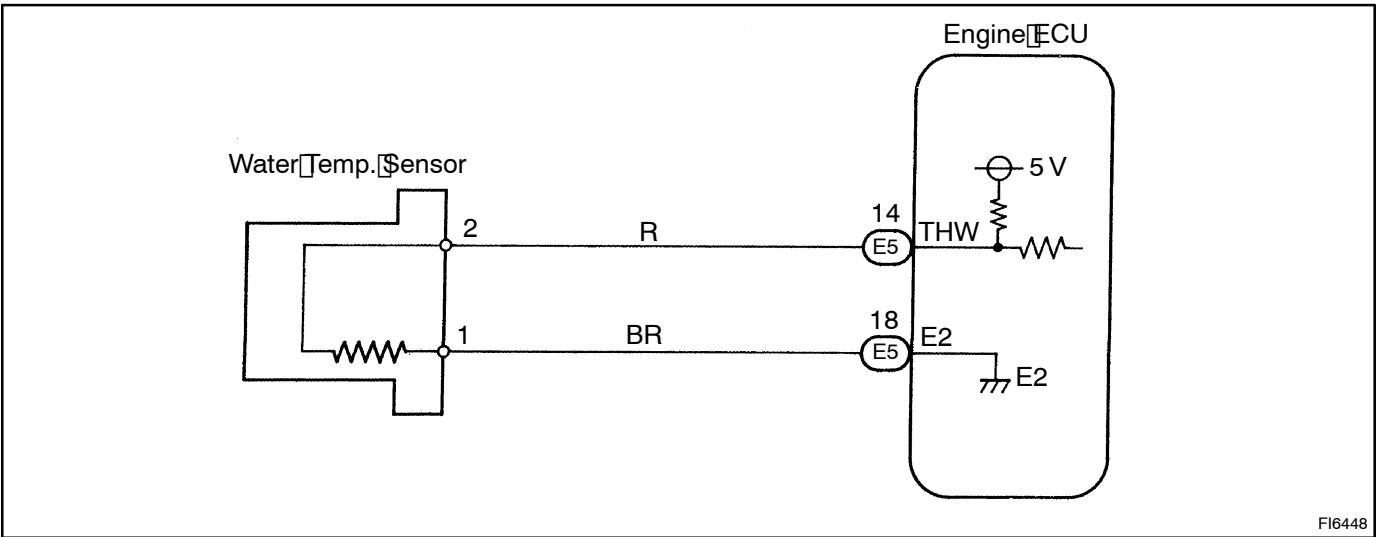 Engine ECU
Water Temp. Sensor
5 V
2
R
14
E5
THW
1
BR
18
E5
E2
E2
FI6448